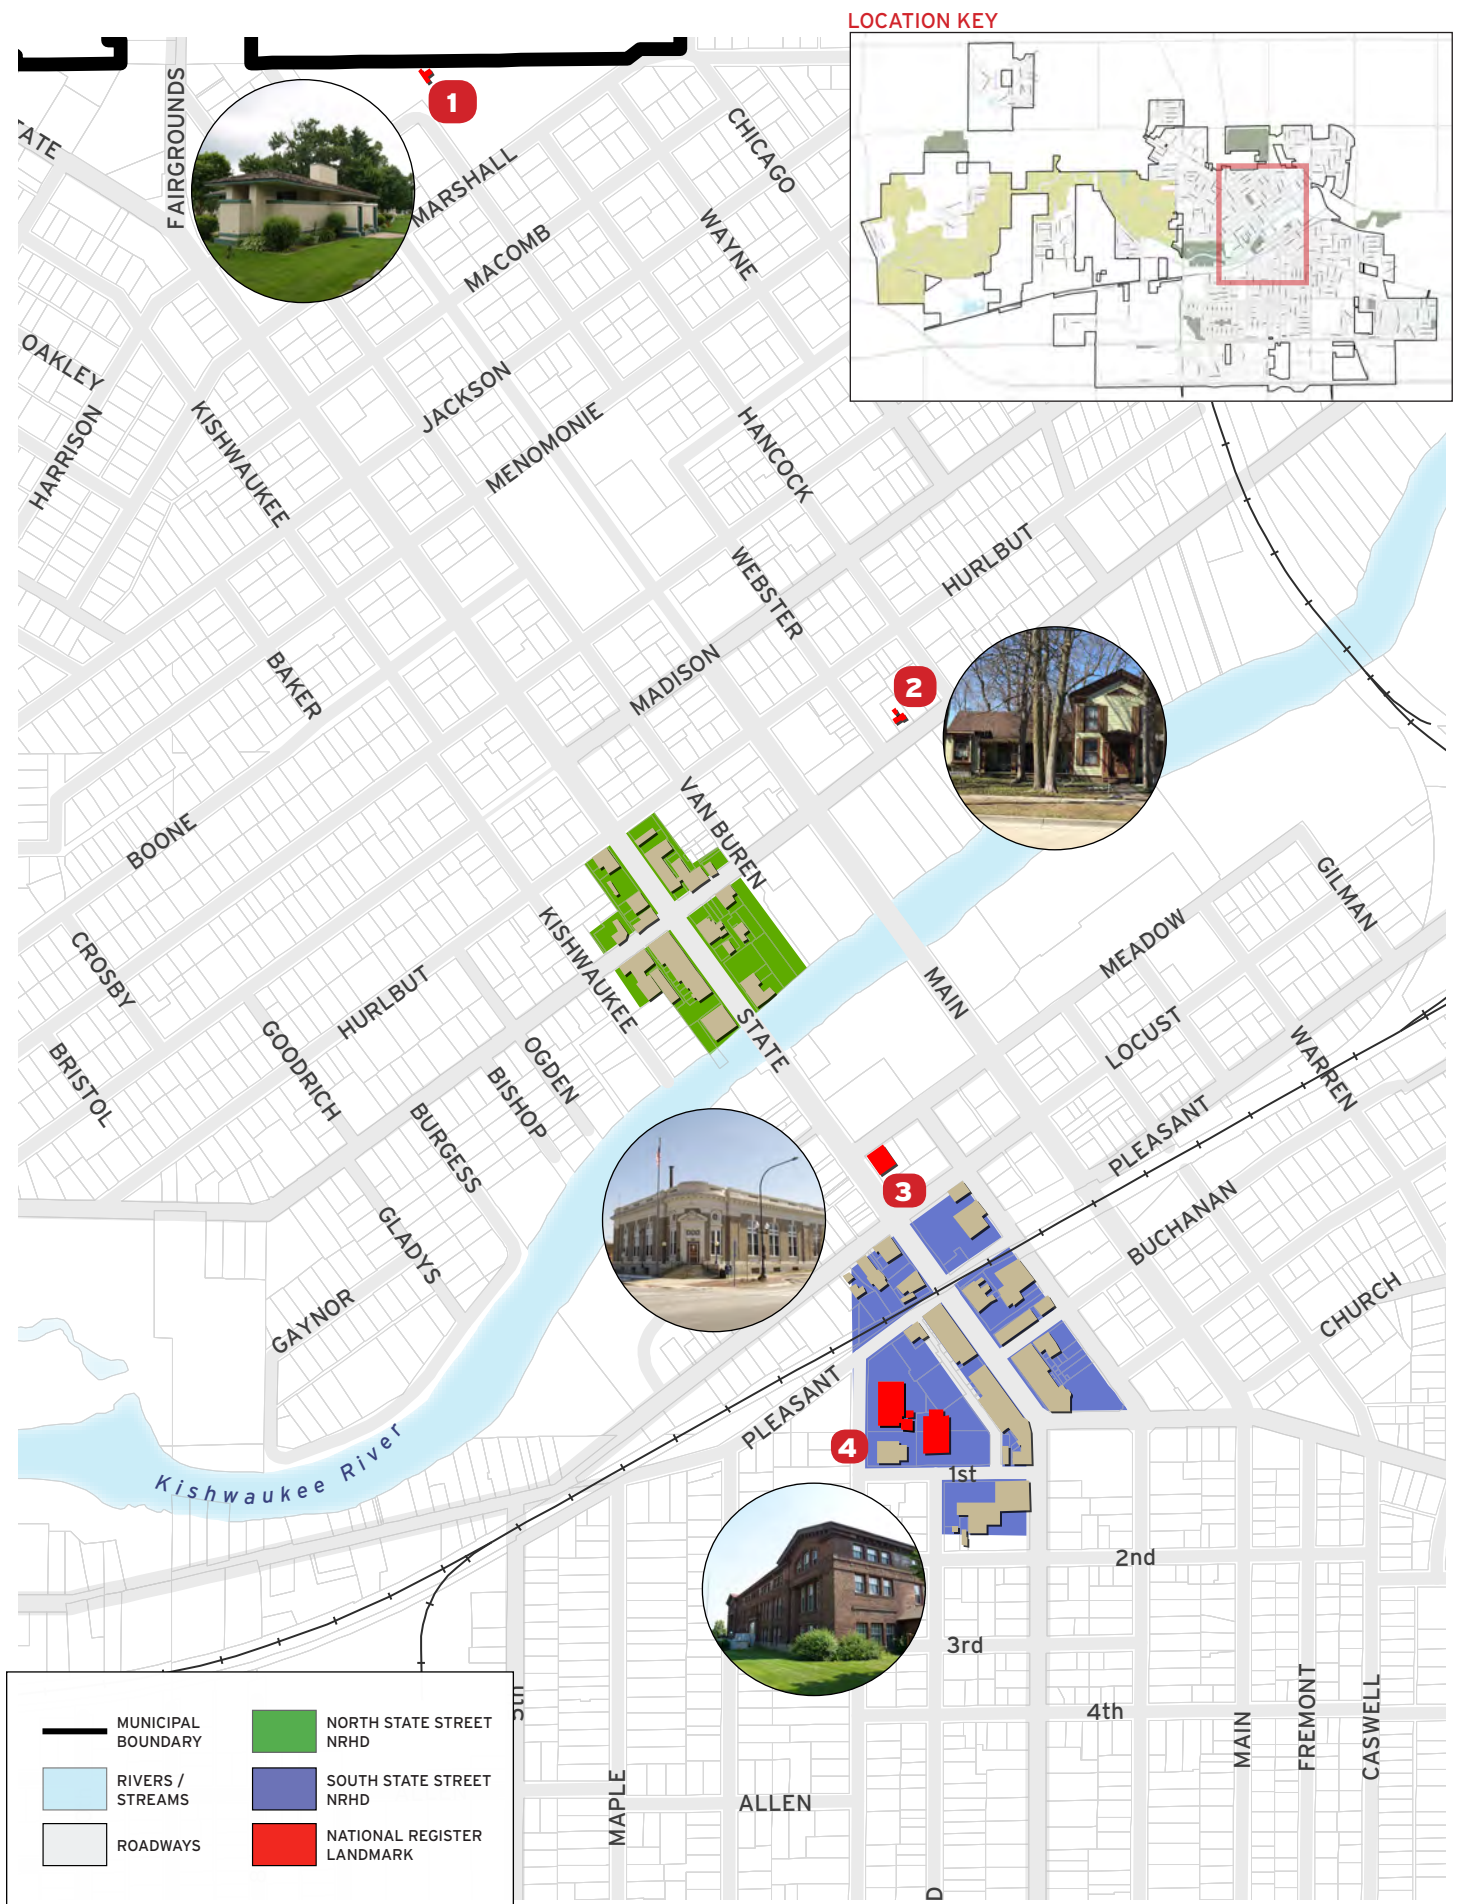 LOCATION KEY
1
FAIRGROUNDS
CHICAGO
MARSHALL
WAYNE
MACOMB
OAKLEY
JACKSON
HARRISON
KISHWAUKEE
MENOMONIE
HANCOCK
HURLBUT
WEBSTER
BAKER
MADISON
2
VAN BUREN
BOONE
GILMAN
CROSBY
KISHWAUKEE
MEADOW
MAIN
HURLBUT
STATE
LOCUST
GOODRICH
OGDEN
BRISTOL
BISHOP
WARREN
BURGESS
PLEASANT
3
GLADYS
BUCHANAN
GAYNOR
CHURCH
PLEASANT
4
Kishwaukee River
1st
2nd
3rd
4th
MAIN
FREMONT
CASWELL
MAPLE
ALLEN
MUNICIPAL
BOUNDARY
RIVERS /
STREAMS
ROADWAYS
NORTH STATE STREET
NRHD
SOUTH STATE STREET
NRHD
NATIONAL REGISTER
LANDMARK